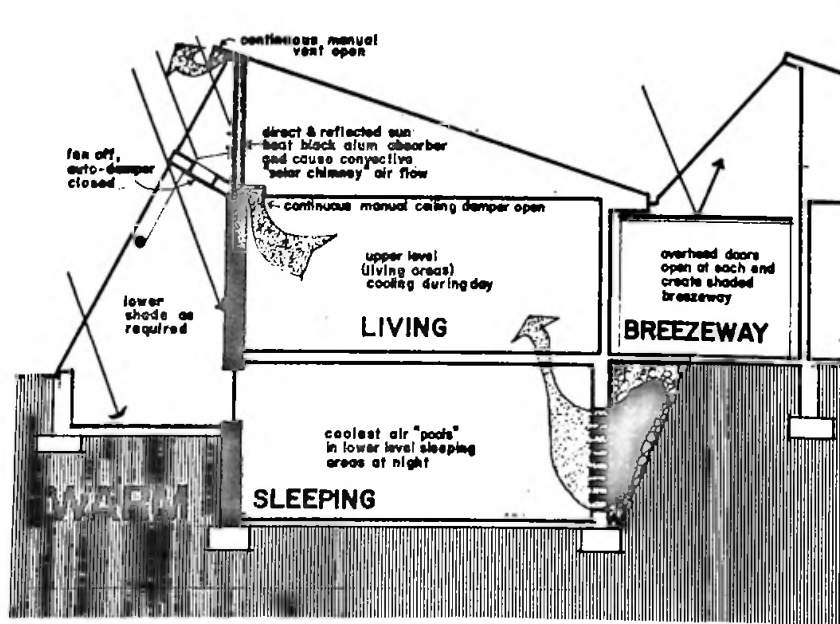 continuous manual
vent open
direct & reflected sun
heat black alum absorber
and cause convective
"solar chimney" air flow
fan off,
auto-damper
closed
continuous manual ceiling damper open
upper level
(living areas)
cooling during day
overhead doors
open at each end
create shaded
breezeway
lower
shade as
required
LIVING
BREEZEWAY
coolest air "pools"
in lower level sleeping
areas at night
WARM
SLEEPING